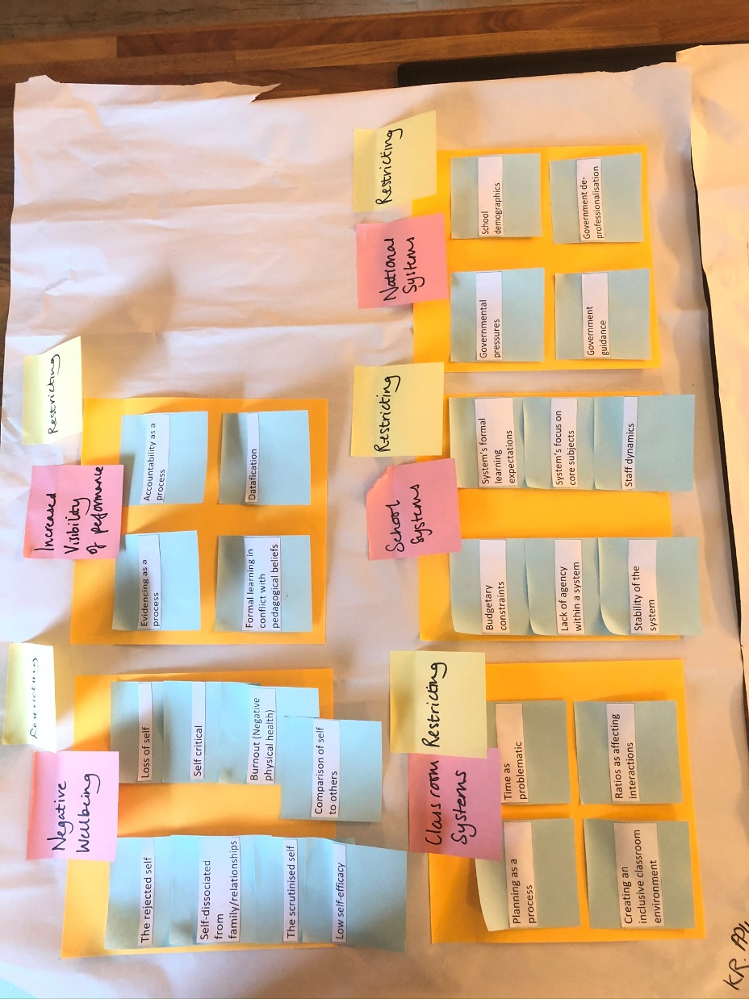 Negative
Wellbeing
Restricting
The rejected self
Self-dissociated
from
family/relationships
The scrutinised self
Low self-efficacy
Loss of self
Self critical
Burnout (Negative
physical health)
Comparison of self
to others
Increased
Visibility
of performance
Restricting
Evidencing as a
process
Formal learning in
conflict with
pedagogical beliefs
Accountability as a
process
Datafication
Classroom
Systems
Restricting
Planning as a
process
Creating an
inclusive classroom
environment
Time as
problematic
Ratios as affecting
interactions
School
Systems
Restricting
Budgetary
constraints
Lack of agency
within a system
Stability of the
system
System's formal
learning
expectations
System's focus on
core subjects
Staff dynamics
National
Systems
Restricting
Governmental
pressures
Government
guidance
School
demographics
Government de-
professionalisation
KR.